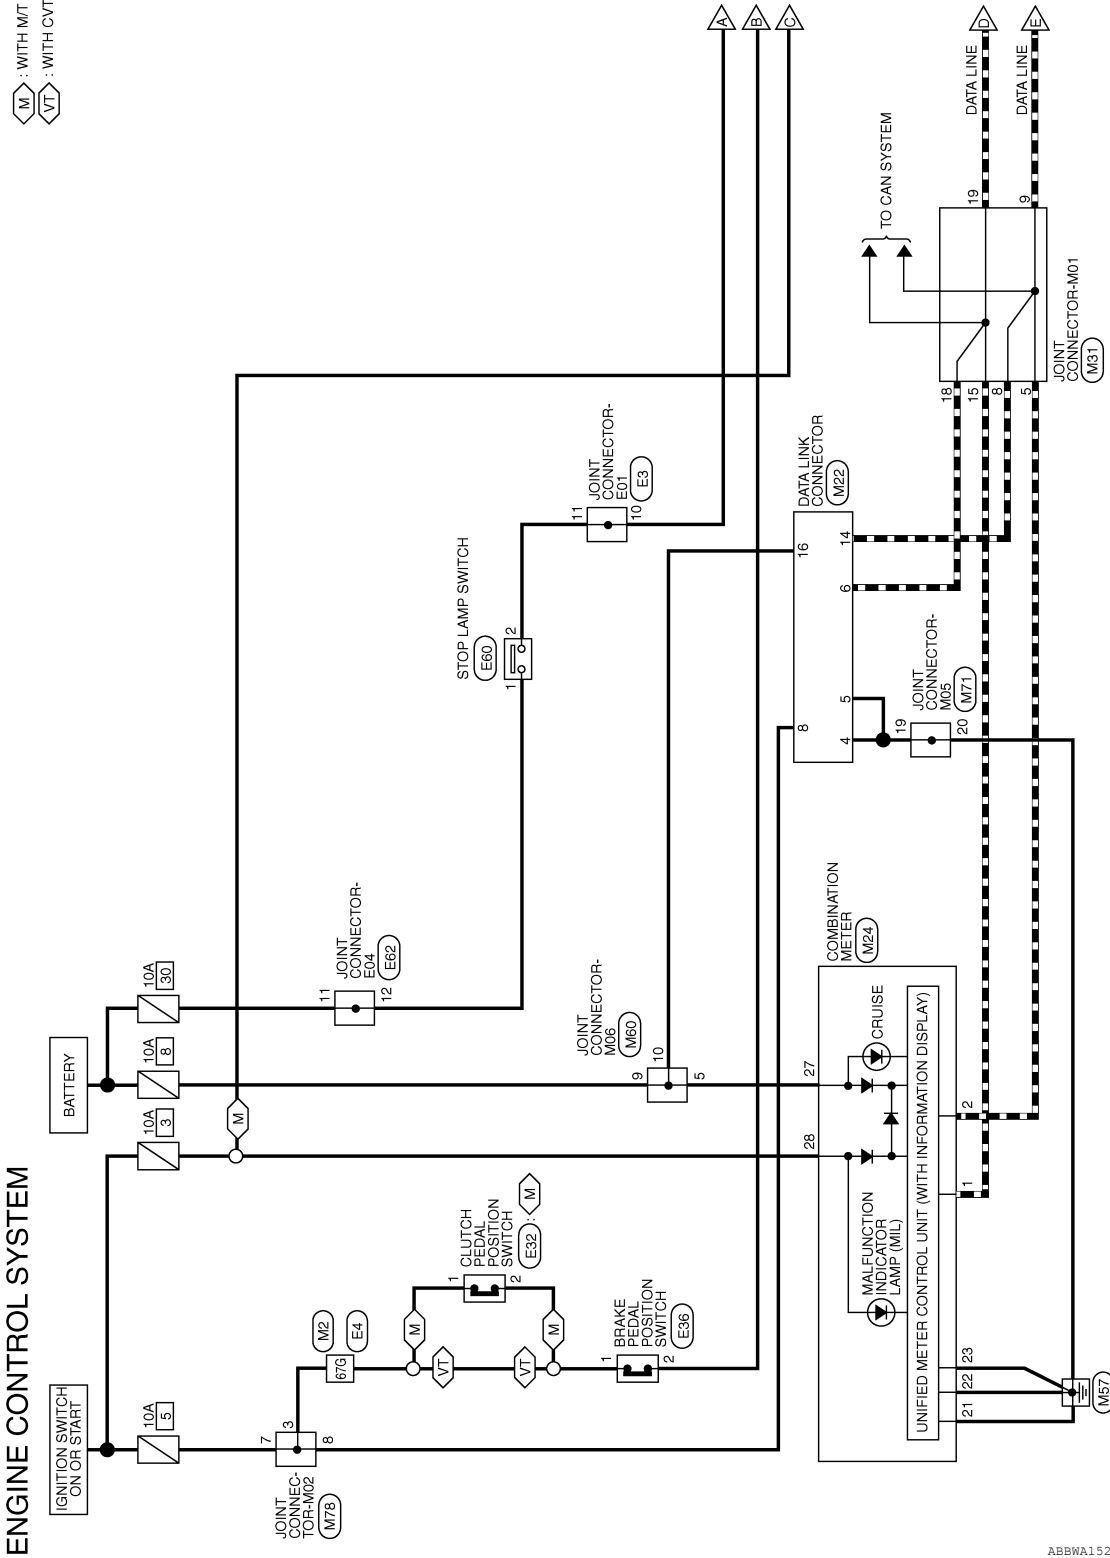 ENGINE CONTROL SYSTEM
M : WITH M/T
VT : WITH CVT
IGNITION SWITCH
ON OR START
BATTERY
10A
5
10A
3
10A
8
10A
30
7
3
8
JOINT
CONNEC-
TOR-M02
M78
67G
M2
E4
M
VT
VT
M
1
2
CLUTCH
PEDAL
POSITION
SWITCH
E32 : M
1
2
BRAKE
PEDAL
POSITION
SWITCH
E36
M
11
12
JOINT
CONNECTOR-
E04
E62
STOP LAMP SWITCH
E60
1
2
11
10
JOINT
CONNECTOR-
E01
E3
9
10
5
JOINT
CONNECTOR-
M06
M60
A
B
C
DATA LINK
CONNECTOR
M22
16
8
14
6
5
4
19
20
JOINT
CONNECTOR-
M05
M71
COMBINATION
METER
M24
28
27
CRUISE
MALFUNCTION
INDICATOR
LAMP (MIL)
UNIFIED METER CONTROL UNIT (WITH INFORMATION DISPLAY)
21
22
23
1
2
M57
18
15
8
5
19
9
JOINT
CONNECTOR-M01
M31
TO CAN SYSTEM
DATA LINE
DATA LINE
D
E
ABBWA152